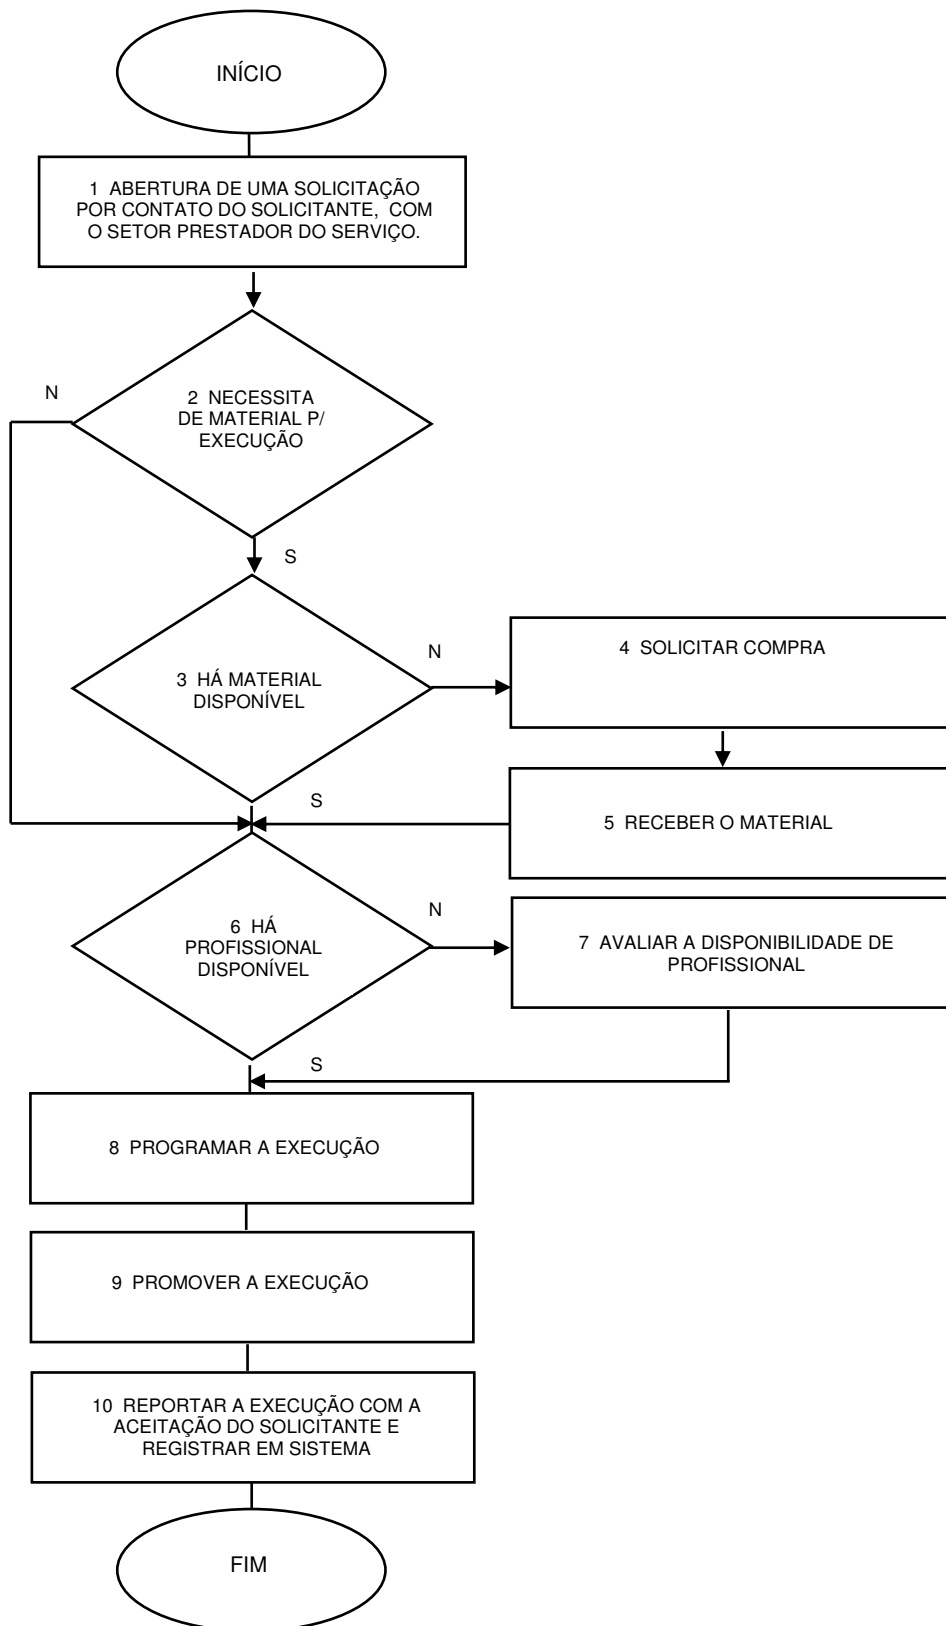 INÍCIO
1 ABERTURA DE UMA SOLICITAÇÃO
POR CONTATO DO SOLICITANTE, COM
O SETOR PRESTADOR DO SERVIÇO.
N
2 NECESSITA
DE MATERIAL P/
EXECUÇÃO
S
3 HÁ MATERIAL
DISPONÍVEL
N
4 SOLICITAR COMPRA
S
5 RECEBER O MATERIAL
6 HÁ
PROFISSIONAL
DISPONÍVEL
N
7 AVALIAR A DISPONIBILIDADE DE
PROFISSIONAL
S
8 PROGRAMAR A EXECUÇÃO
9 PROMOVER A EXECUÇÃO
10 REPORTAR A EXECUÇÃO COM A
ACEITAÇÃO DO SOLICITANTE E
REGISTRAR EM SISTEMA
FIM